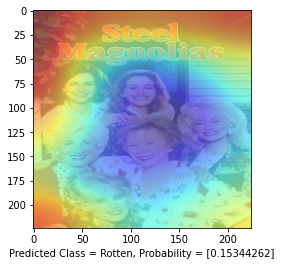 0
25
50
75
100
125
150
175
200
Steel
Magnolias
0 50 100 150 200
Predicted Class = Rotten, Probability = [0.15344262]